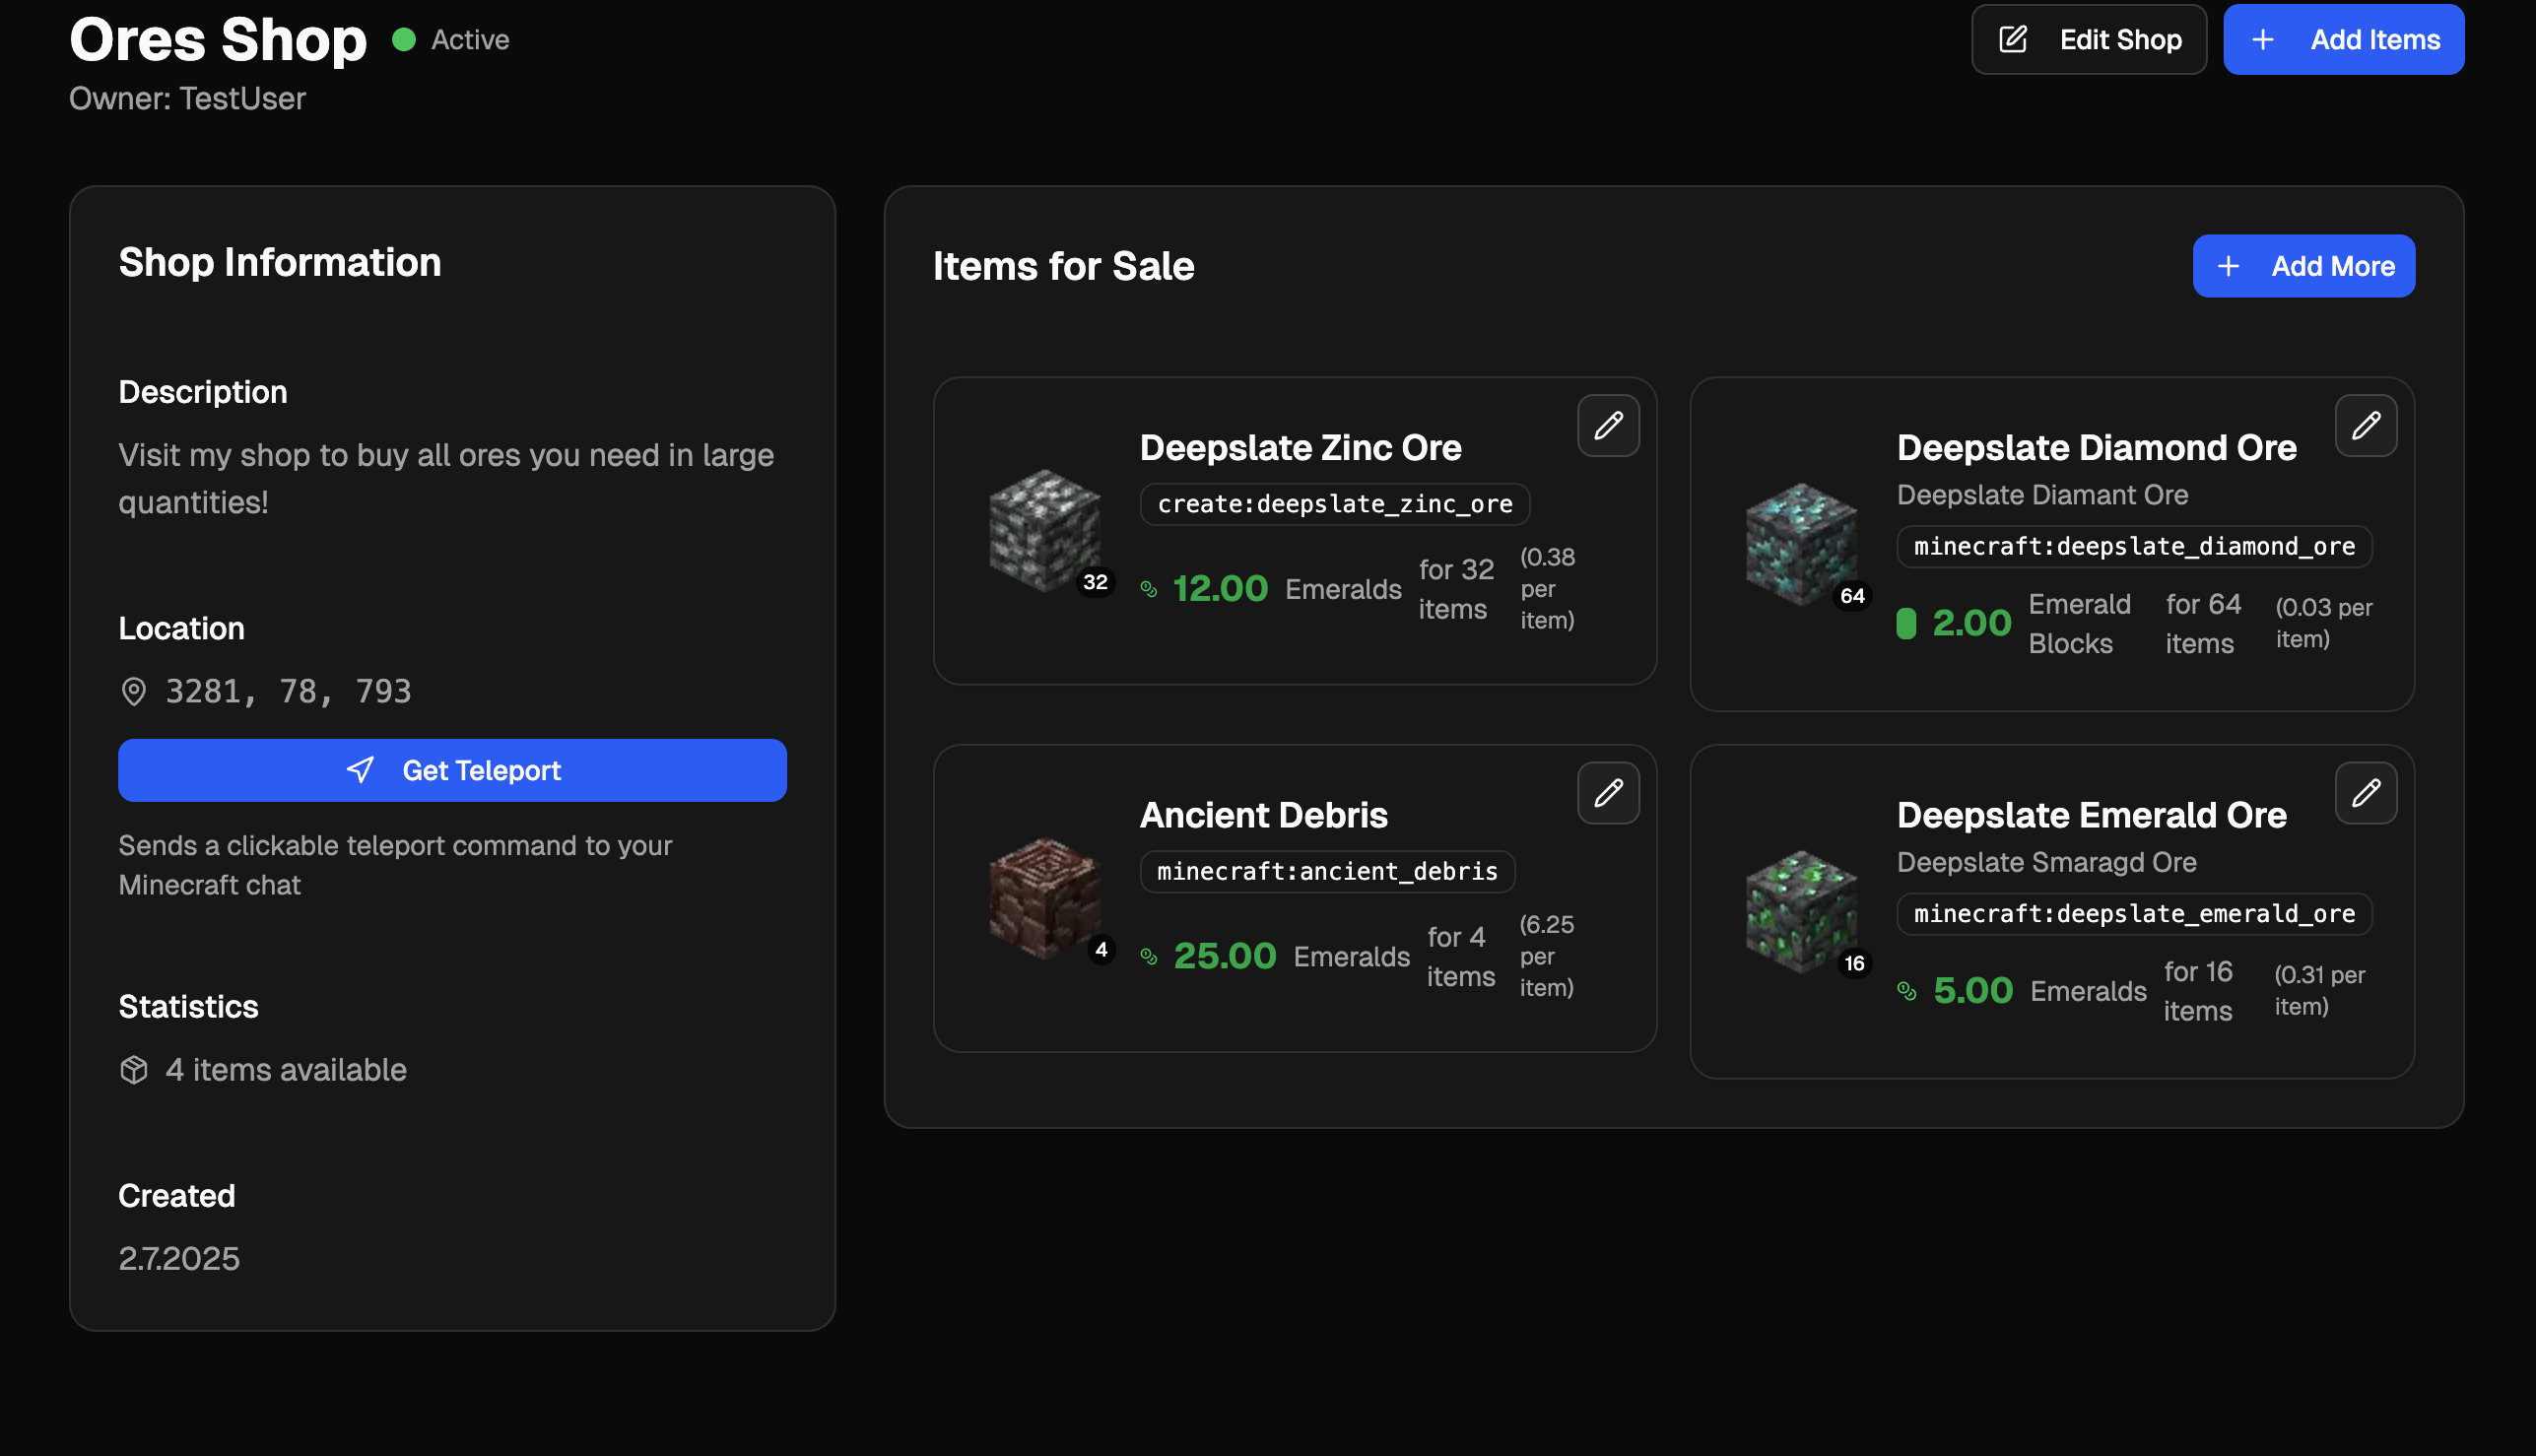 Ores Shop
Active
Edit Shop
Add Items
Owner: TestUser
Shop Information
Description
Visit my shop to buy all ores you need in large
quantities!
Location
3281, 78, 793
Get Teleport
Sends a clickable teleport command to your
Minecraft chat
Statistics
4 items available
Created
2.7.2025
Items for Sale
Add More
Deepslate Zinc Ore
create:deepslate_zinc_ore
32
12.00 Emeralds
for 32
items
(0.38
per
item)
Deepslate Diamond Ore
Deepslate Diamant Ore
minecraft:deepslate_diamond_ore
64
2.00
Emerald
Blocks
for 64
items
(0.03 per
item)
Ancient Debris
minecraft:ancient_debris
4
25.00 Emeralds
for 4
items
(6.25
per
item)
Deepslate Emerald Ore
Deepslate Smaragd Ore
minecraft:deepslate_emerald_ore
16
5.00 Emeralds
for 16
items
(0.31 per
item)